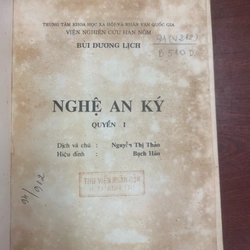 TRUNG TÂM KHOA HỌC XÃ HỘI VÀ NHÂN VĂN QUỐC GIA
VIỆN NGHIÊN CỨU HÁN NÔM
BÙI DƯƠNG LỊCH
NGHỆ AN KÝ
QUYỂN I
Dịch và chú : Nguyễn Thị Thảo
Hiệu đính : Bạch Hào